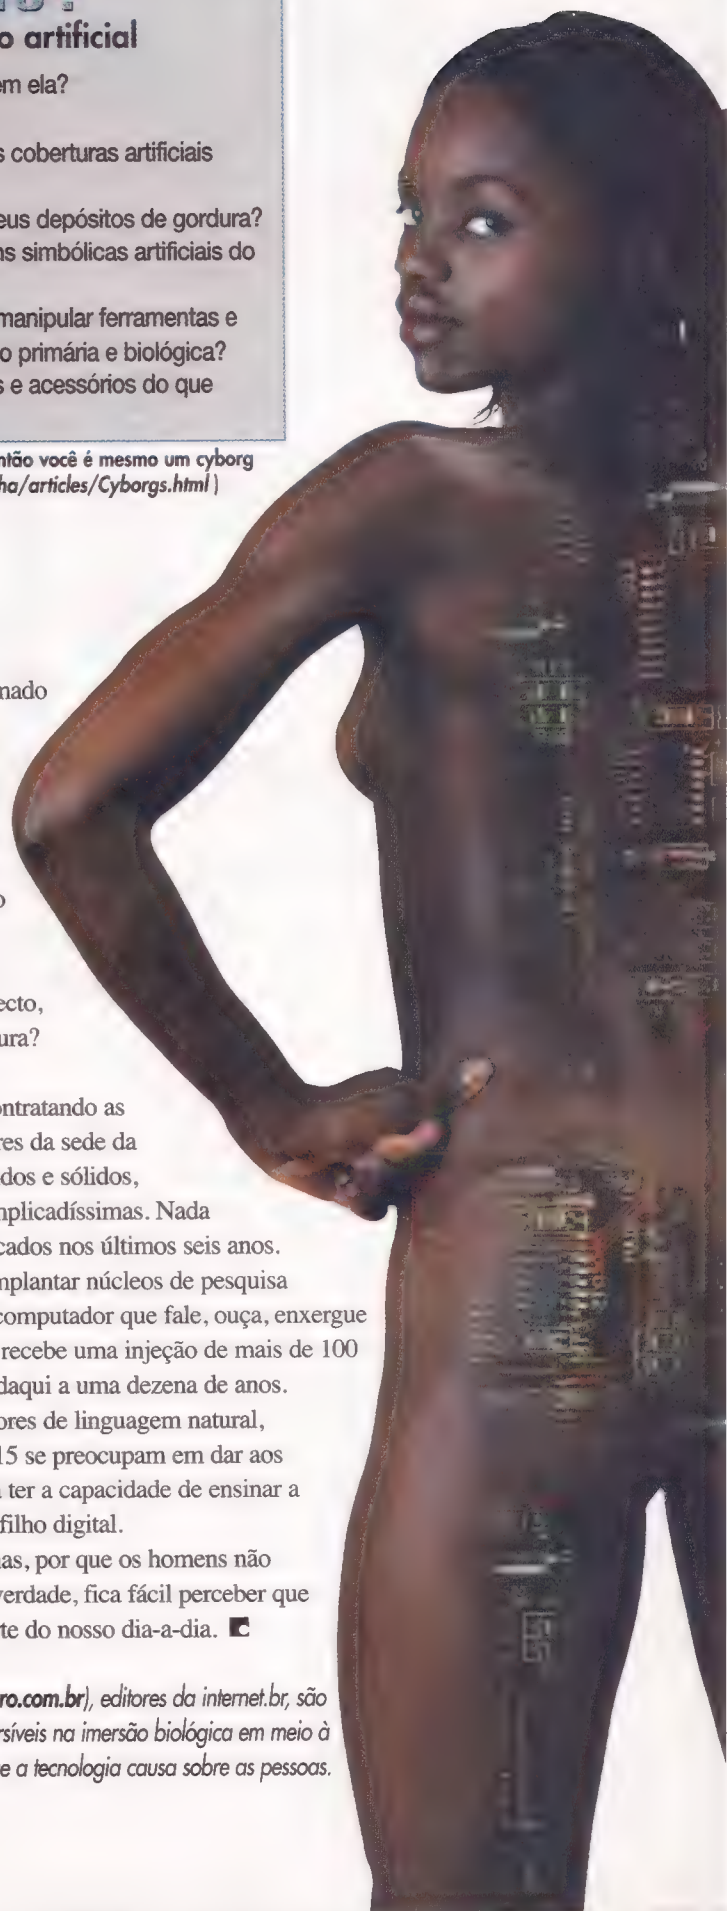 o artificial
em ela?
s coberturas artificiais
eus depósitos de gordura?
ns simbólicas artificiais do
manipular ferramentas e
o primária e biológica?
s e acessórios do que
ntão você é mesmo um cyborg
ha/articles/Cyborgs.html )
nado
o
ecto,
ura?
ontratando as
res da sede da
dos e sólidos,
nplicadíssimas. Nada
cados nos últimos seis anos.
mplantar núcleos de pesquisa
computador que fale, ouça, enxergue
recebe uma injeção de mais de 100
daqui a uma dezena de anos.
ores de linguagem natural,
15 se preocupam em dar aos
ter a capacidade de ensinar a
filho digital.
nas, por que os homens não
verdade, fica fácil perceber que
te do nosso dia-a-dia.
ro.com.br), editores da internet.br, são
rsíveis na imersão biológica em meio à
e a tecnologia causa sobre as pessoas.